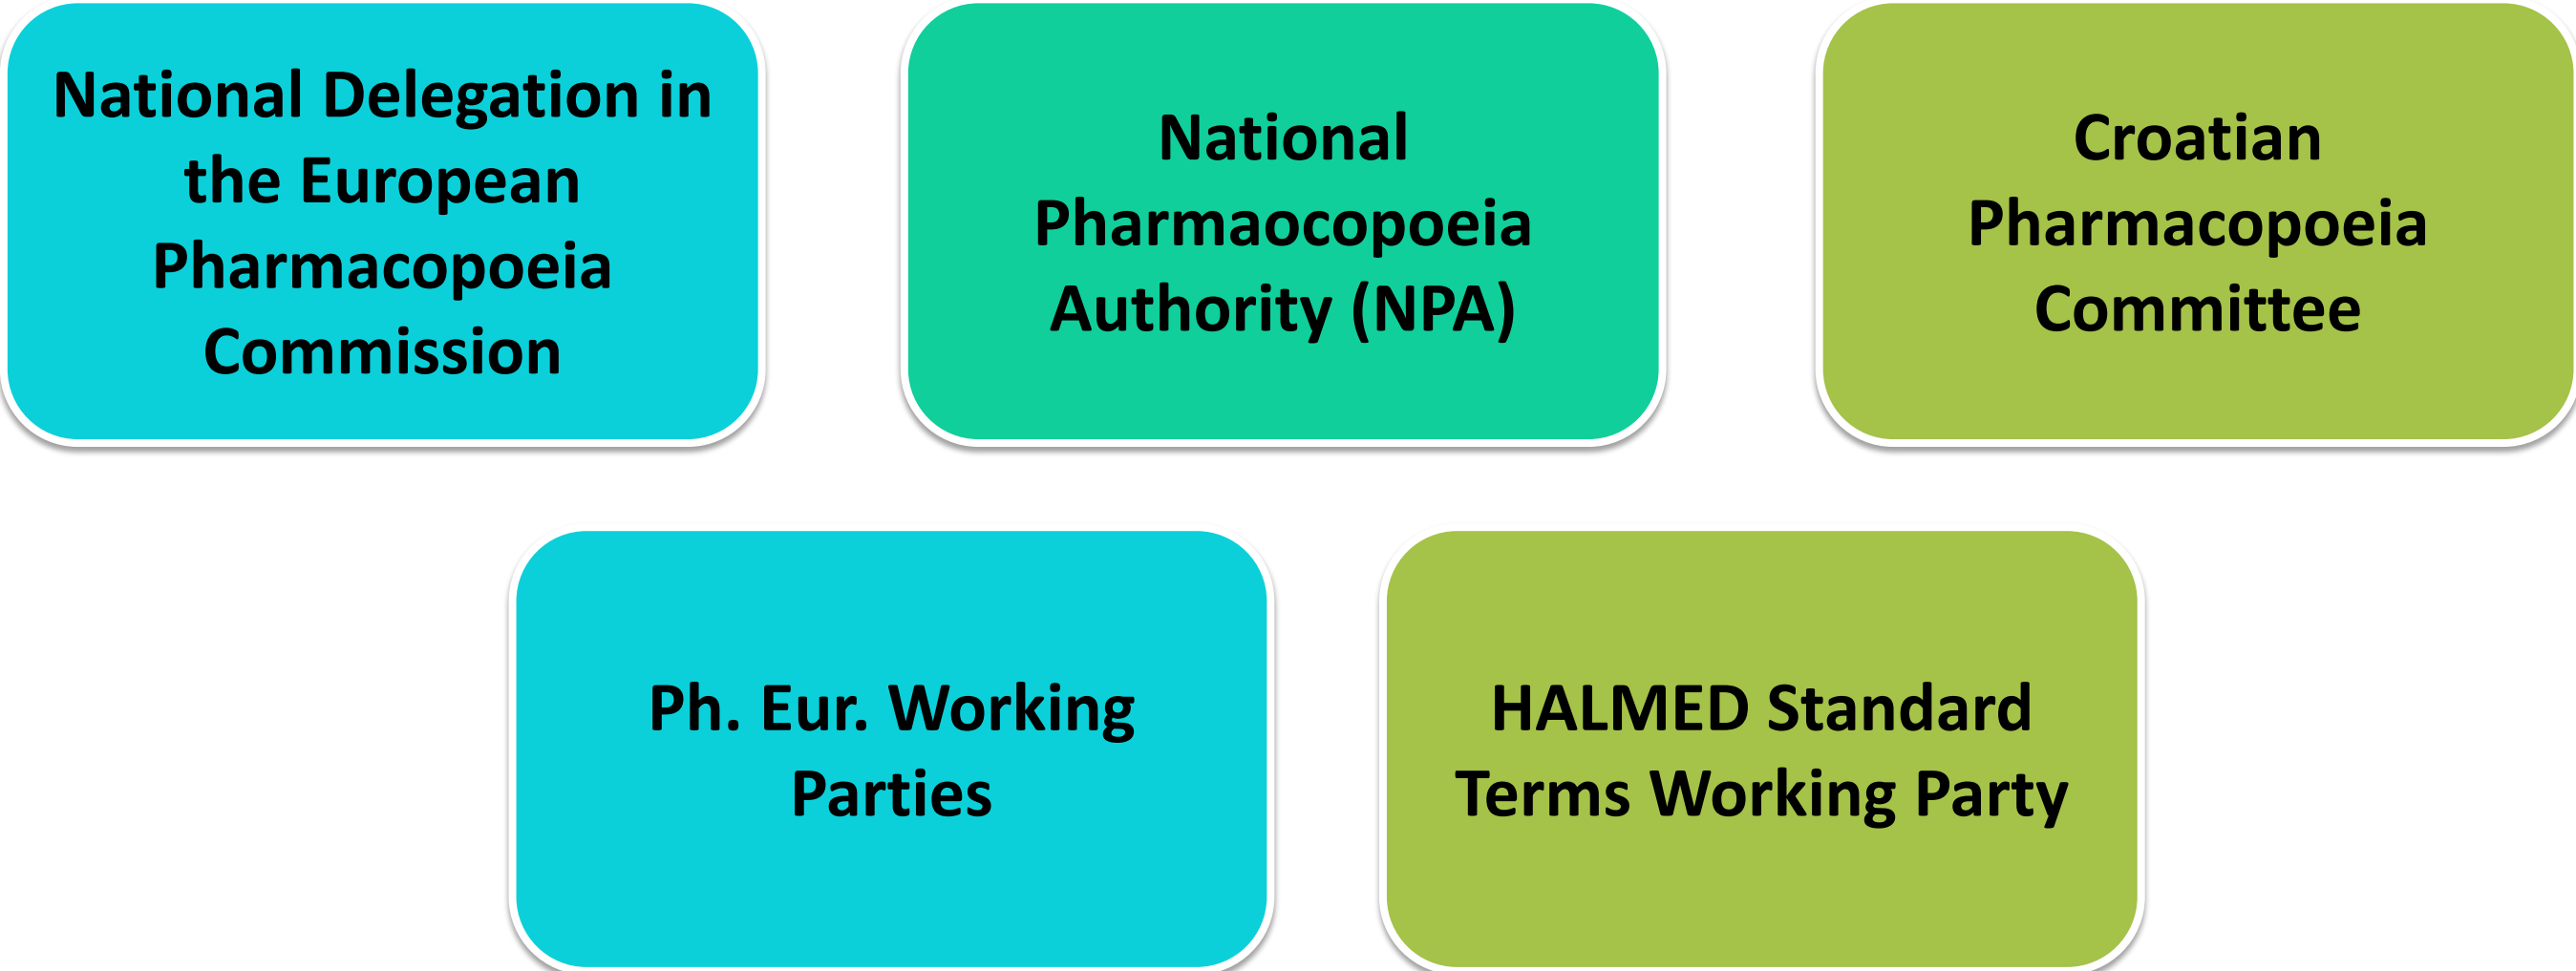 National Delegation in
the European
Pharmacopoeia
Commission
National
Pharmaocopoeia
Authority (NPA)
Croatian
Pharmacopoeia
Committee
Ph. Eur. Working
Parties
HALMED Standard
Terms Working Party